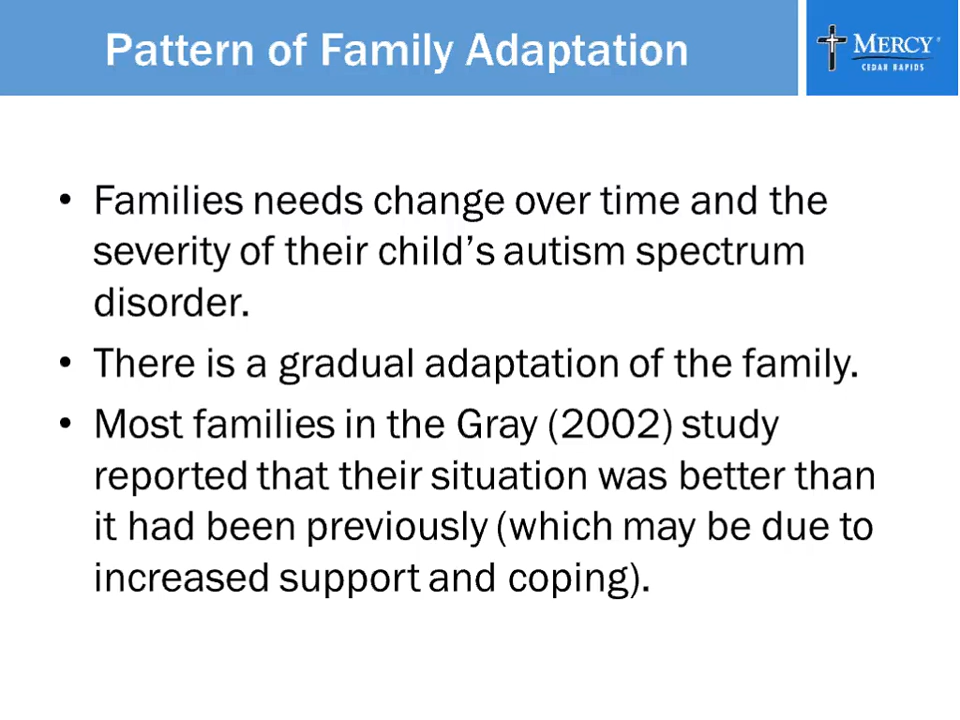 Pattern of Family Adaptation
MERCY
CEDAR RAPIDS
• Families needs change over time and the
severity of their child’s autism spectrum
disorder.
• There is a gradual adaptation of the family.
• Most families in the Gray (2002) study
reported that their situation was better than
it had been previously (which may be due to
increased support and coping).